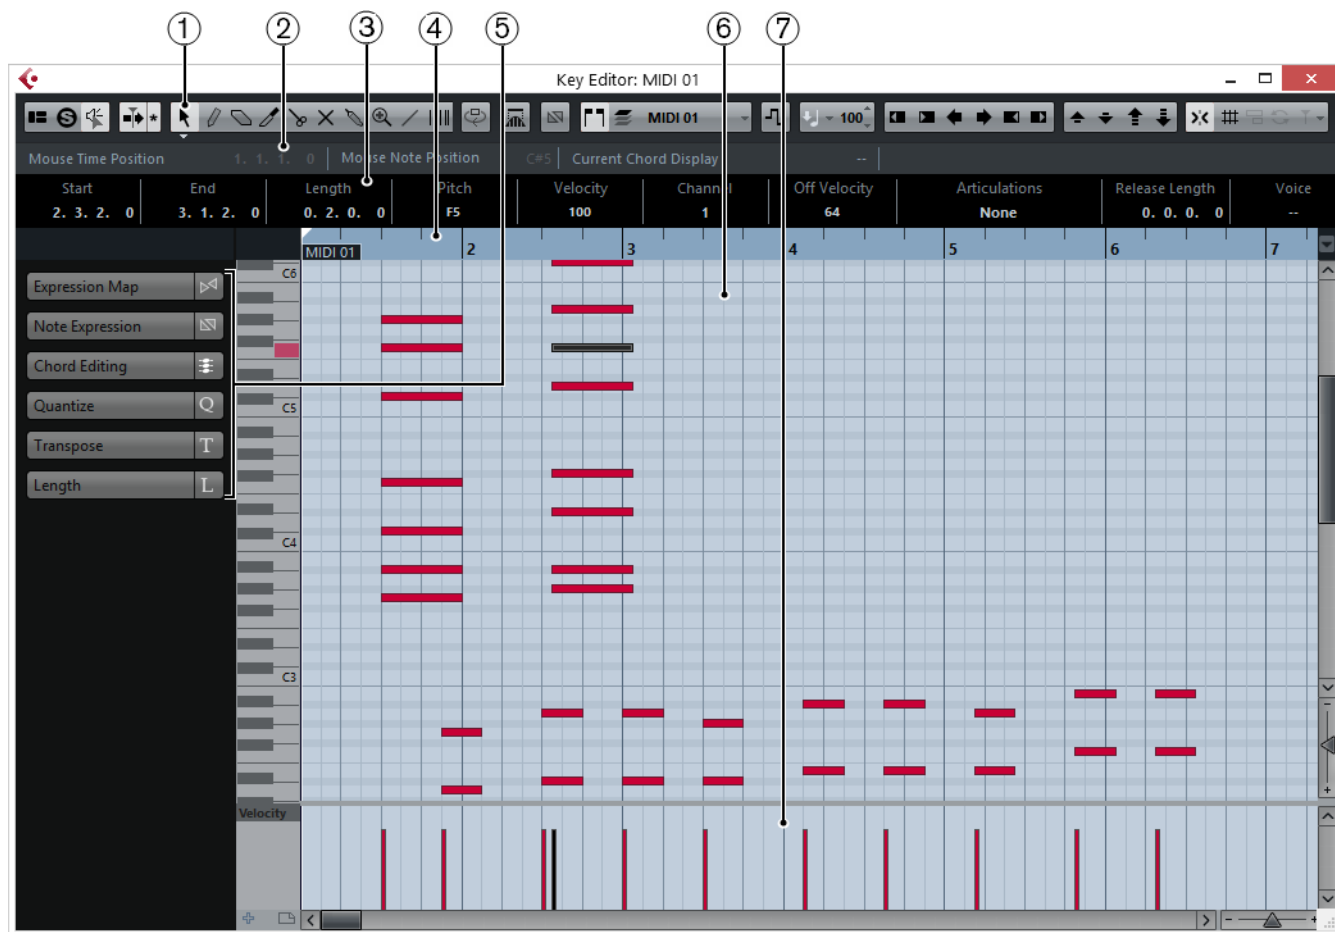 1 2 3 4 5 6 7
Key Editor: MIDI 01
MIDI 01 100
Mouse Time Position 1. 1. 1. 0 Mouse Note Position C#5 Current Chord Display --
Start End Length Pitch Velocity Channel Off Velocity Articulations Release Length Voice
2. 3. 2. 0 3. 1. 2. 0 0. 2. 0. 0 F5 100 1 64 None 0. 0. 0. 0 --
MIDI 01 2 3 4 5 6 7
C6
Expression Map
Note Expression
Chord Editing
Quantize Q
C5
Transpose T
Length L
C4
C3
Velocity